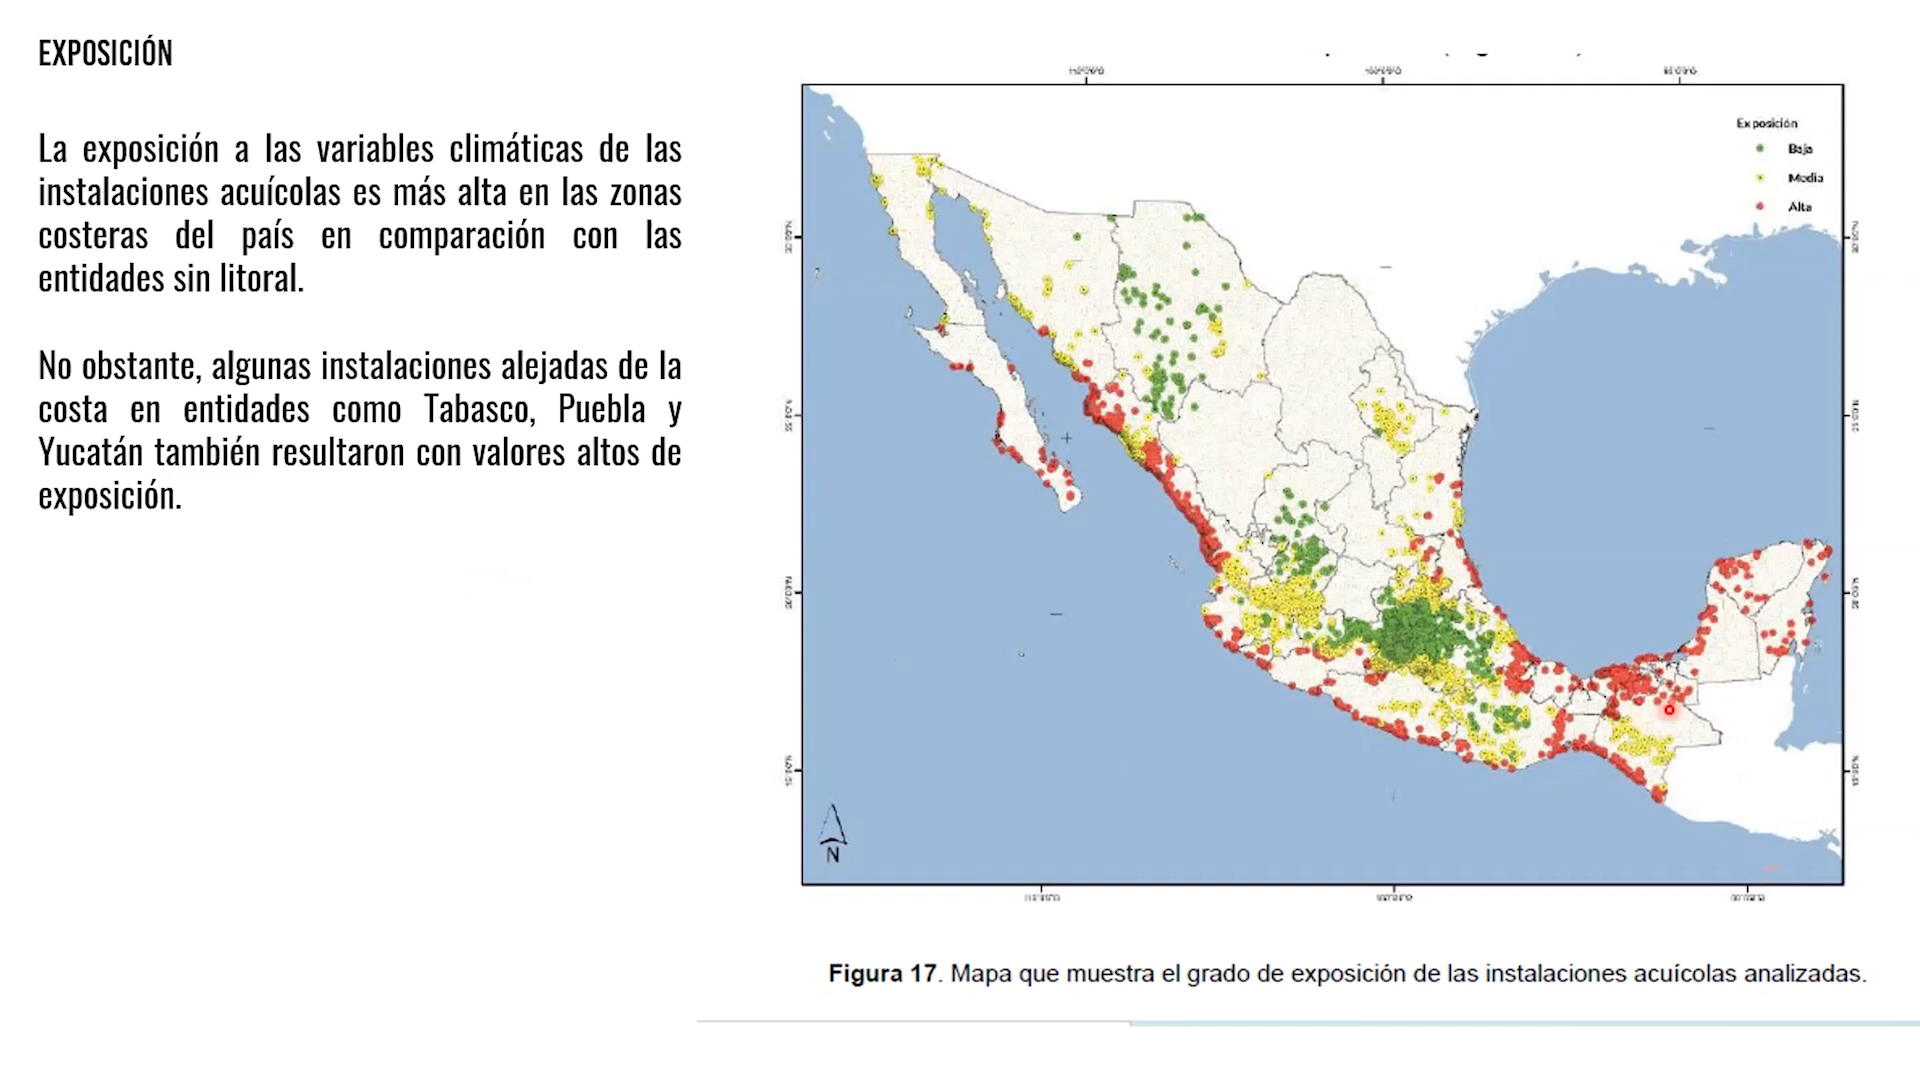 EXPOSICIÓN
La exposición a las variables climáticas de las
instalaciones acuícolas es más alta en las zonas
costeras del país en comparación con las
entidades sin litoral.
No obstante, algunas instalaciones alejadas de la
costa en entidades como Tabasco, Puebla y
Yucatán también resultaron con valores altos de
exposición.
Exposición
Baja
Media
Alta
N
Figura 17. Mapa que muestra el grado de exposición de las instalaciones acuícolas analizadas.